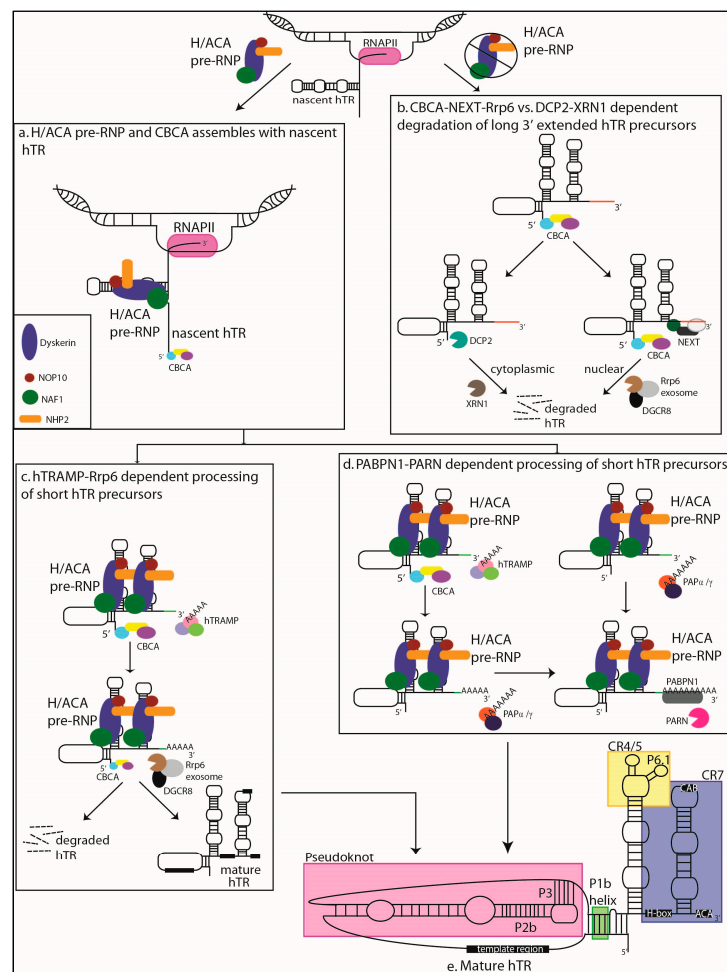 H/ACA
pre-RNP
RNAPII
nascent hTR
H/ACA
pre-RNP
a. H/ACA pre-RNP and CBCA assembles with nascent
hTR
RNAPII
3'
H/ACA
pre-RNP
nascent hTR
5'
CBCA
Dyskerin
NOP10
NAF1
NHP2
b. CBCA-NEXT-Rrp6 vs. DCP2-XRN1 dependent
degradation of long 3' extended hTR precursors
3'
5'
CBCA
5'
DCP2
3'
5'
NEXT
CBCA
cytoplasmic
nuclear
XRN1
degraded
hTR
Rrp6
exosome
DGCR8
c. hTRAMP-Rrp6 dependent processing
of short hTR precursors
H/ACA
pre-RNP
3'
AAAAA
hTRAMP
5'
CBCA
H/ACA
pre-RNP
AAAAA
3'
5'
CBCA
Rrp6
exosome
DGCR8
degraded
hTR
mature
hTR
d. PABPN1-PARN dependent processing of short hTR precursors
H/ACA
pre-RNP
3'
AAAAA
hTRAMP
5'
CBCA
H/ACA
pre-RNP
3'
AAAAAAA
PAPα/γ
5'
H/ACA
pre-RNP
AAAAA
3'
5'
AAAAAAA
PAPα/γ
H/ACA
pre-RNP
PABPN1
AAAAAAAAAA
3'
5'
PARN
CR4/5
P6.1
CR7
CAB
Pseudoknot
P3
P2b
P1b
helix
H-box
ACA
3'
5'
template region
e. Mature hTR